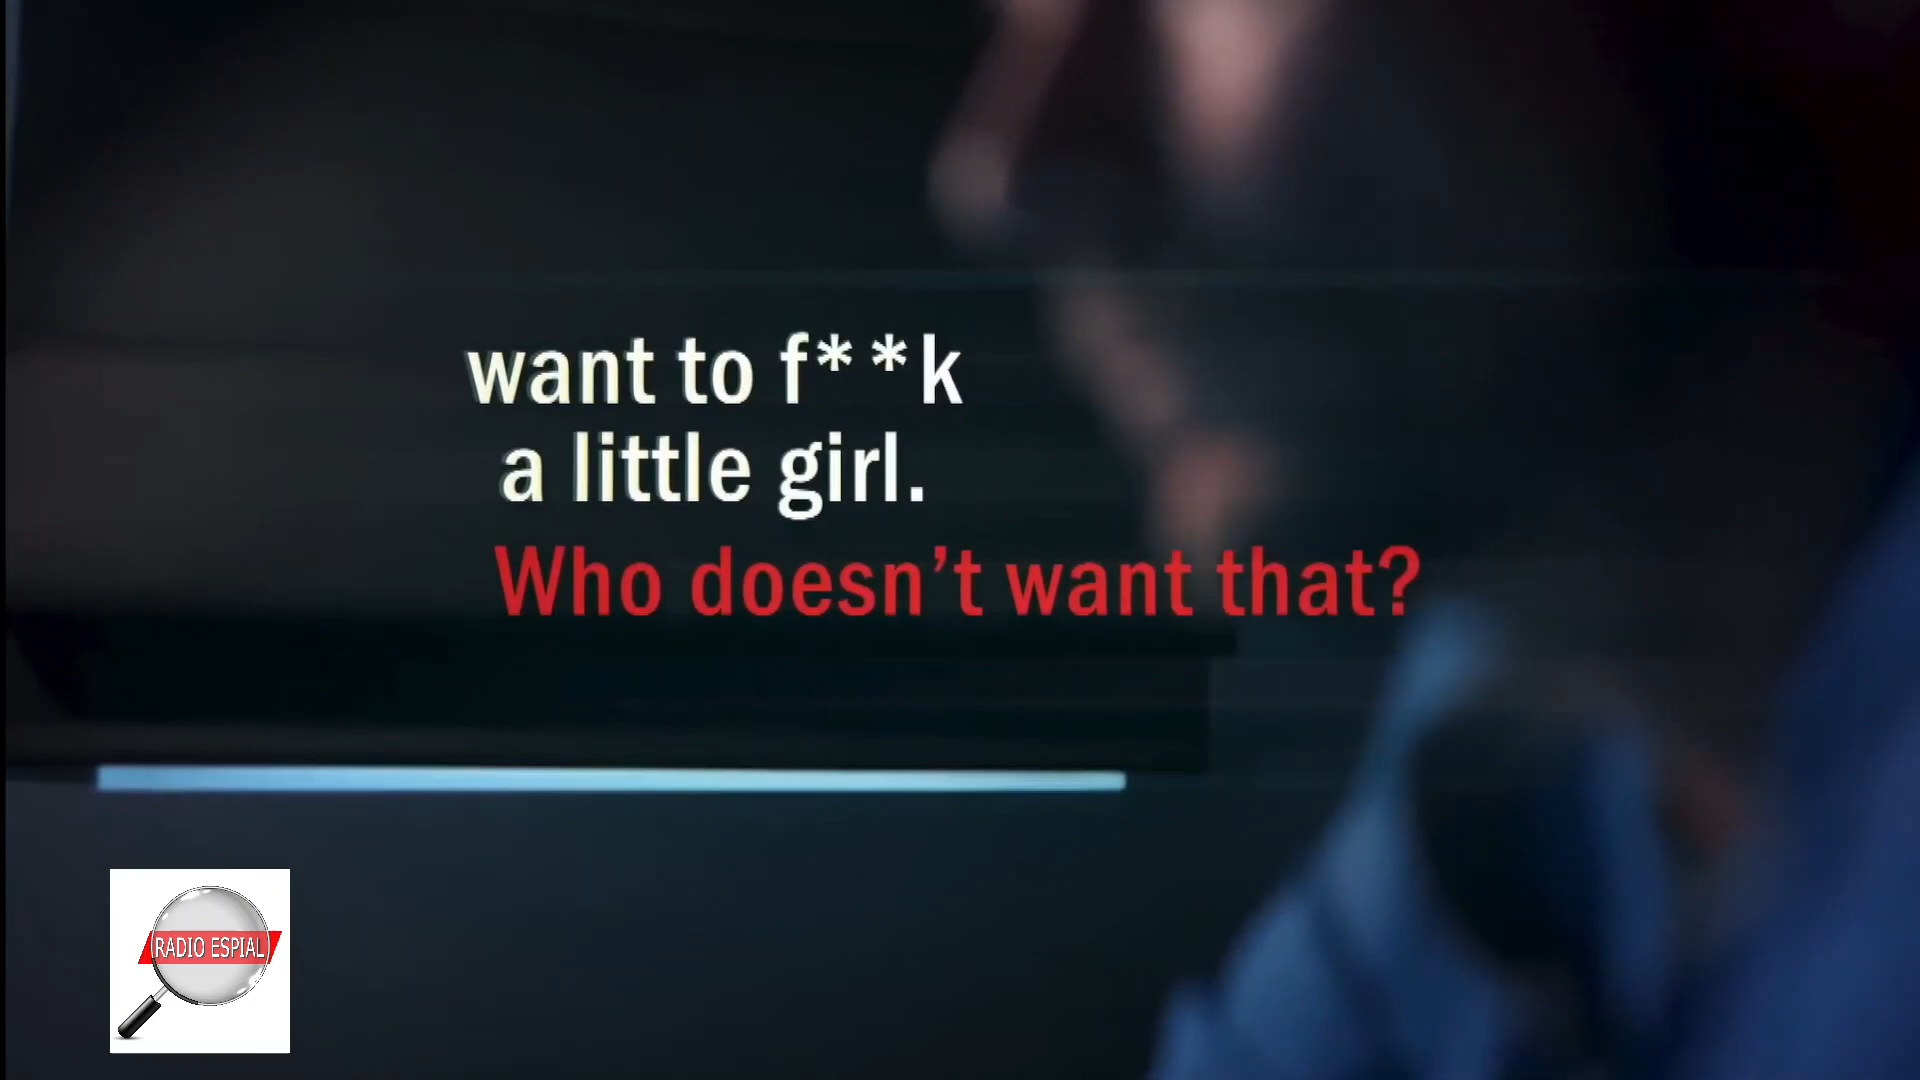 want to f**k
a little girl.
Who doesn't want that?
RADIO ESPIAL